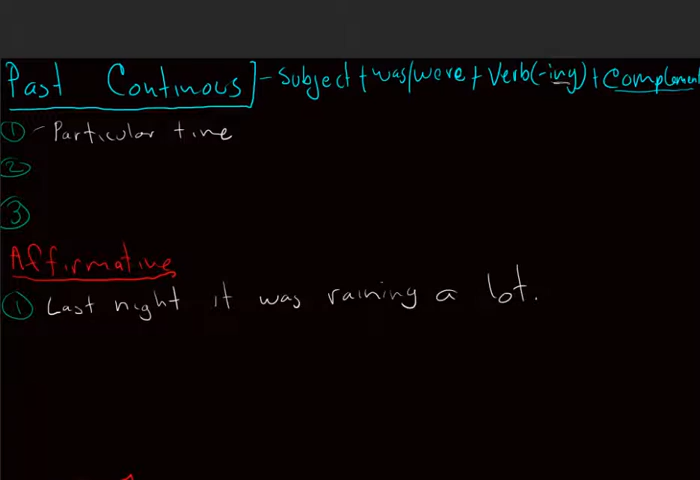 Past Continous - Subject + was/were + Verb(-ing) + Complement
① - Particular time
②
③
Affirmative
① Last night it was raining a lot.